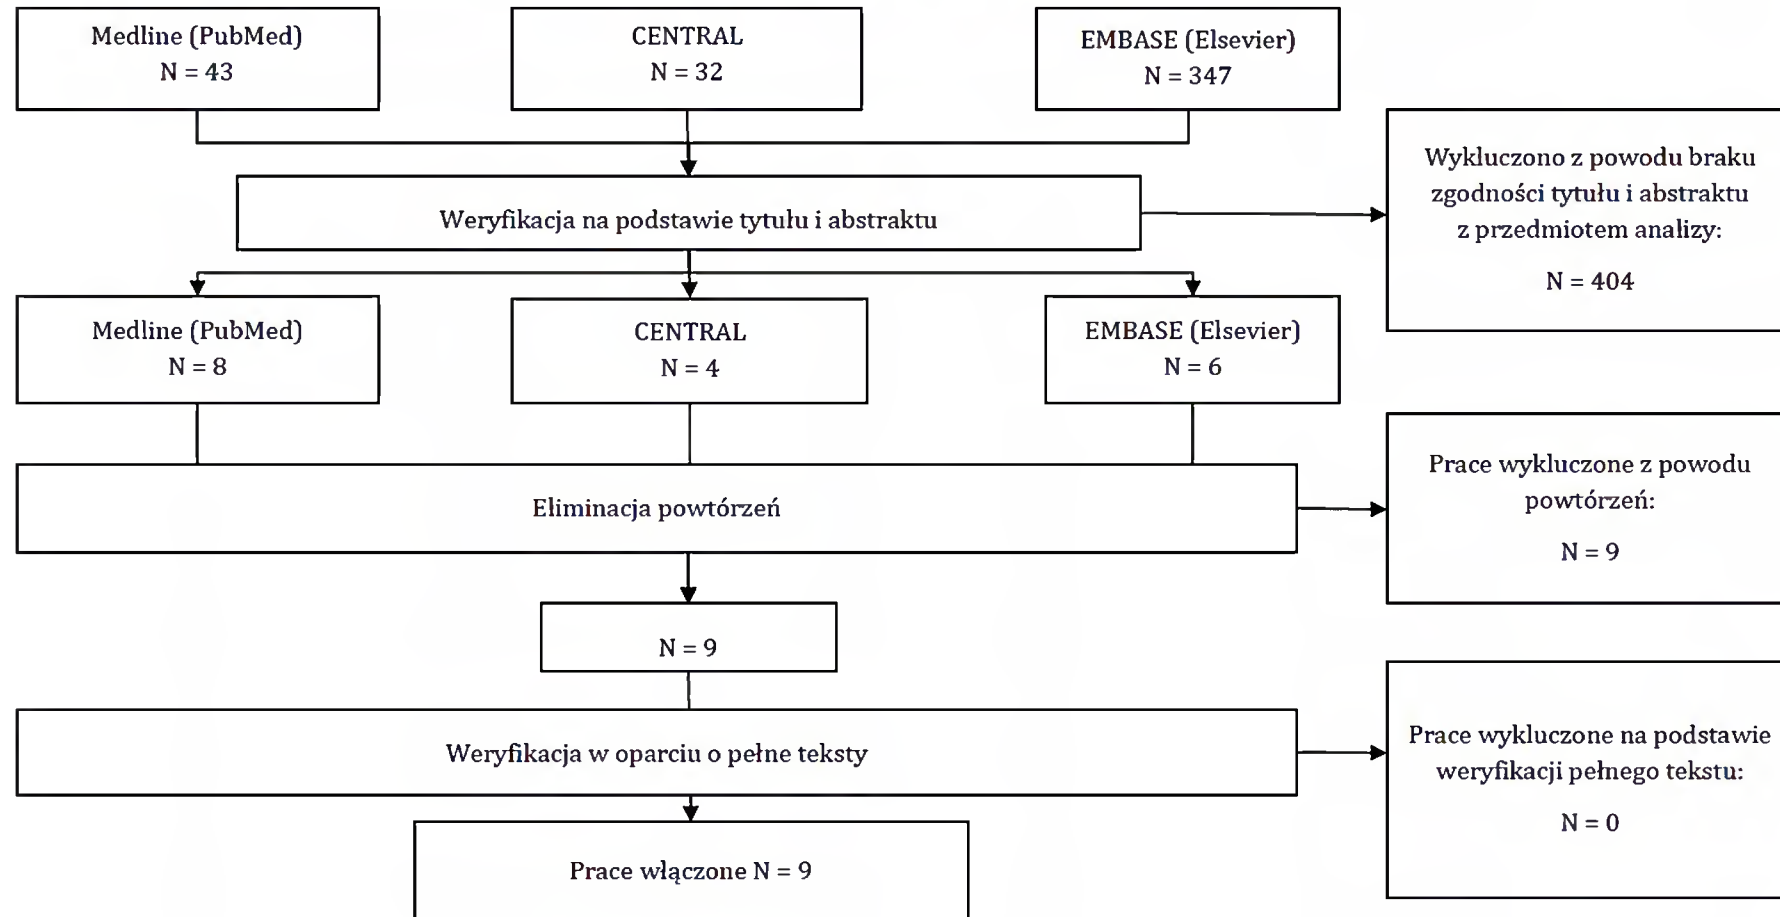 Medline (PubMed)
N = 43
CENTRAL
N = 32
EMBASE (Elsevier)
N = 347
Wykluczono z powodu braku
zgodności tytułu i abstraktu
z przedmiotem analizy:
N = 404
Weryfikacja na podstawie tytułu i abstraktu
Medline (PubMed)
N = 8
CENTRAL
N = 4
EMBASE (Elsevier)
N = 6
Prace wykluczone z powodu
powtórzeń:
N = 9
Eliminacja powtórzeń
N = 9
Weryfikacja w oparciu o pełne teksty
Prace wykluczone na podstawie
weryfikacji pełnego tekstu:
N = 0
Prace włączone N = 9